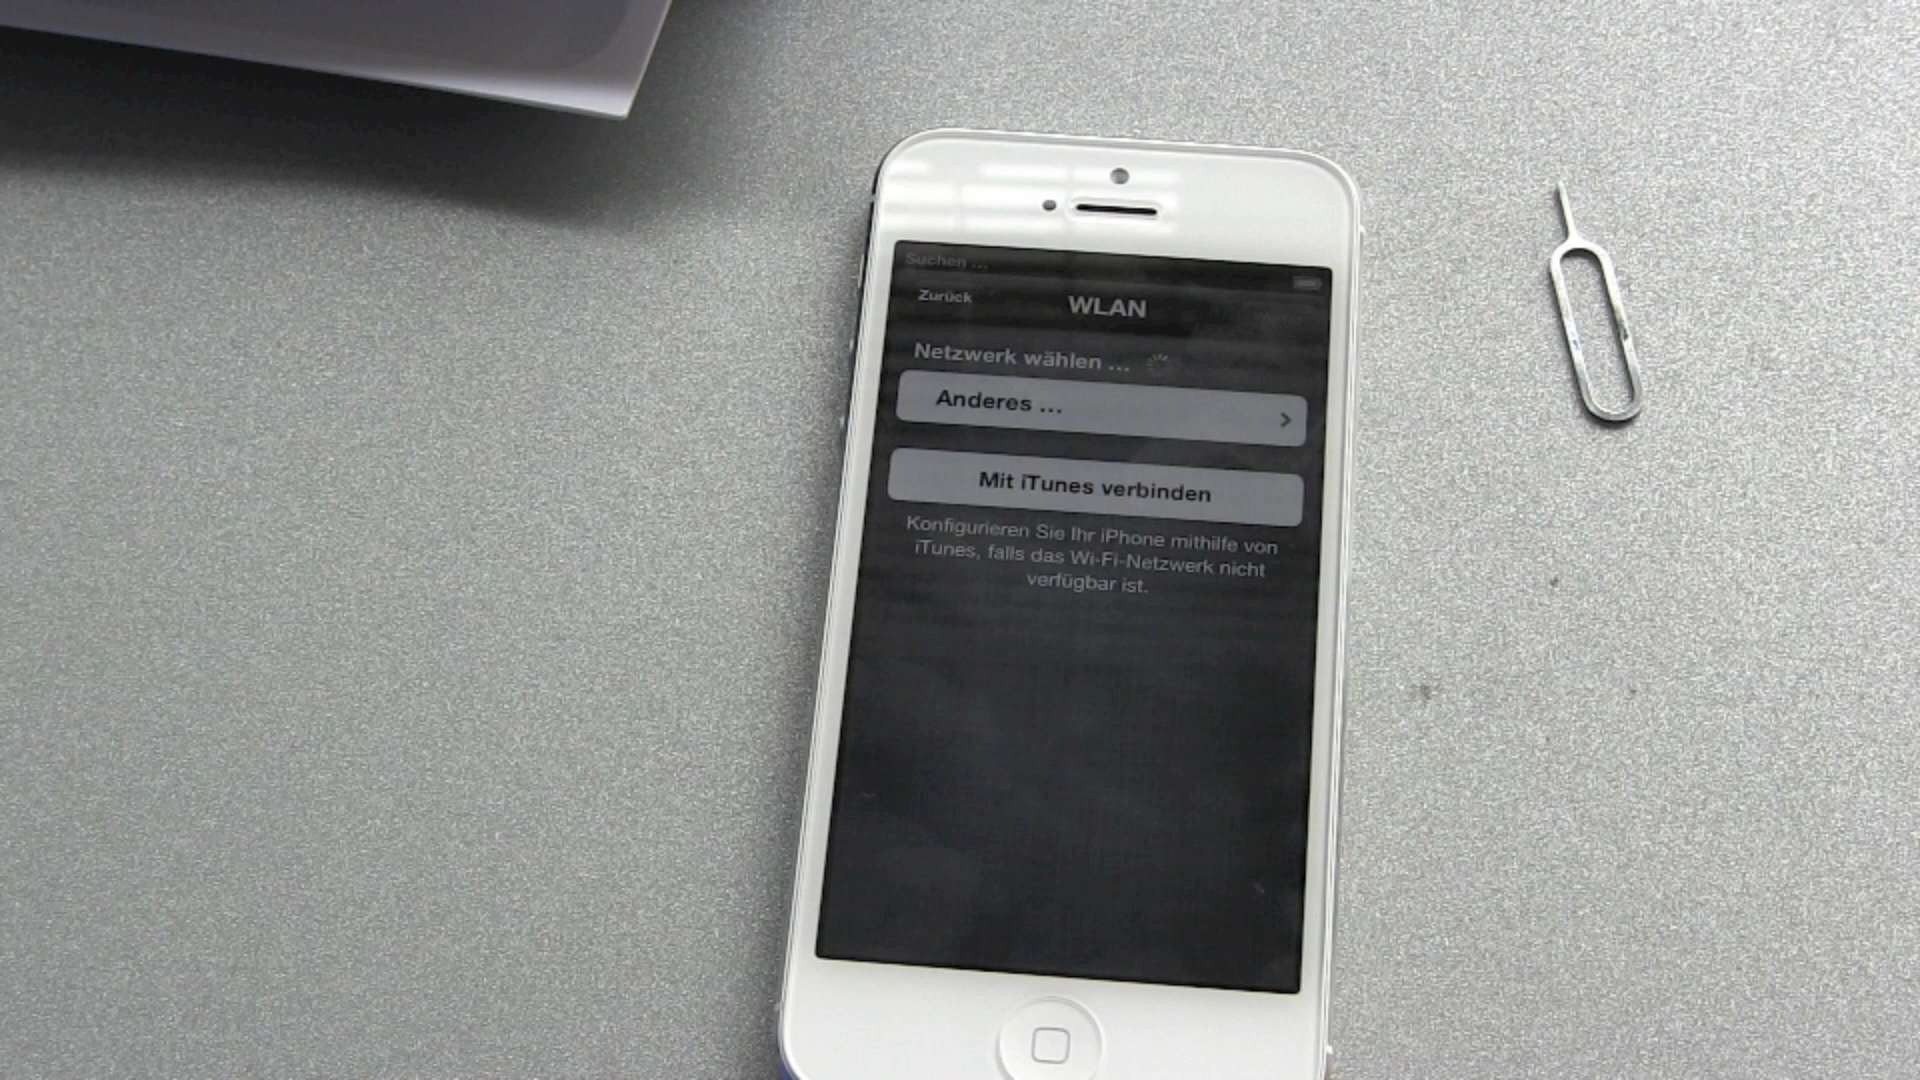 Suchen ...
Zurück
WLAN
Netzwerk wählen ...
Anderes ...
Mit iTunes verbinden
Konfigurieren Sie Ihr iPhone mithilfe von
iTunes, falls das Wi-Fi-Netzwerk nicht
verfügbar ist.